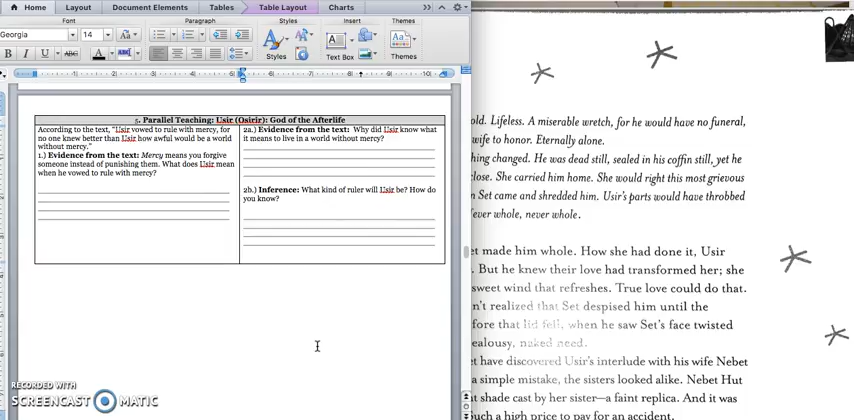 Home Layout Document Elements Tables Table Layout Charts
Font Paragraph Styles Insert Themes
Georgia 14
B I U ABC A
Styles Text Box Themes
5. Parallel Teaching: Usir (Osirir): God of the Afterlife
According to the text, "Usir vowed to rule with mercy, for
no one knew better than Usir how awful would be a world
without mercy."
1.) Evidence from the text: Mercy means you forgive
someone instead of punishing them. What does Usir mean
when he vowed to rule with mercy?
2a.) Evidence from the text: Why did Usir know what
it means to live in a world without mercy?
2b.) Inference: What kind of ruler will Usir be? How do
you know?
RECORDED WITH
SCREENCAST MATIC
old. Lifeless. A miserable wretch, for he would have no funeral,
wife to honor. Eternally alone.
hing changed. He was dead still, sealed in his coffin still, yet he
close. She carried him home. She would right this most grievous
n Set came and shredded him. Usir's parts would have throbbed
ever whole, never whole.
et made him whole. How she had done it, Usir
. But he knew their love had transformed her; she
sweet wind that refreshes. True love could do that.
n't realized that Set despised him until the
fore that lid fell, when he saw Set's face twisted
ealousy, naked need.
et have discovered Usir's interlude with his wife Nebet
a simple mistake, the sisters looked alike. Nebet Hut
t shade cast by her sister—a faint replica. And it was
uch a high price to pay for an accident.